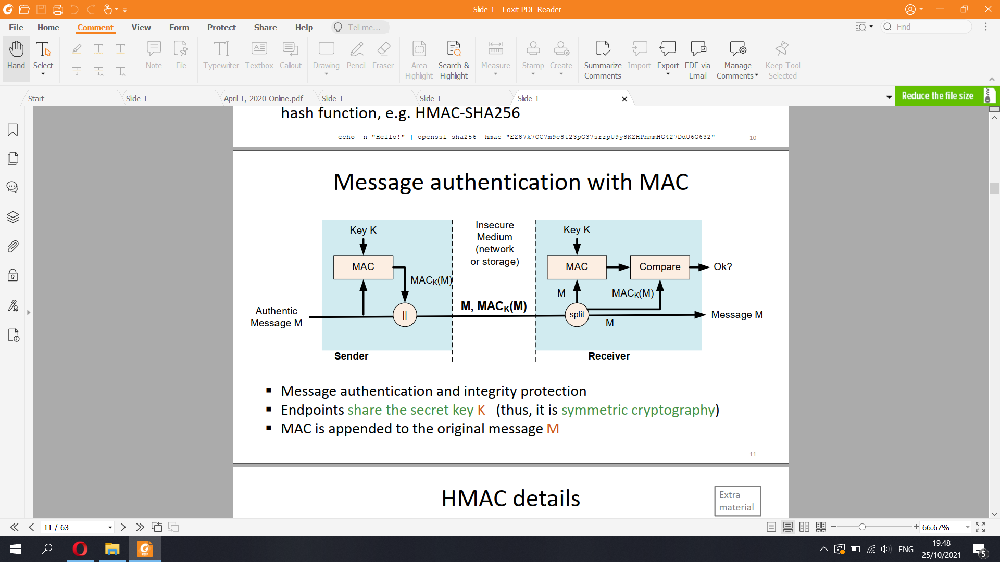 Slide 1 - Foxit PDF Reader
File Home Comment View Form Protect Share Help Tell me... Find
Hand Select Note File Typewriter Textbox Callout Drawing Pencil Eraser Area Highlight Search & Highlight Measure Stamp Create Summarize Comments Import Export FDF via Email Manage Comments Keep Tool Selected
Start Slide 1 April 1, 2020 Online.pdf Slide 1 Slide 1 Slide 1 Reduce the file size
hash function, e.g. HMAC-SHA256
echo -n "Hello!" | openssl sha256 -hmac "EZ87k7QC7m9c8t23pG37srrpU9y8KZHPnmmHG427DdU6G632"
10
Message authentication with MAC
Key K
MAC
MACK(M)
Authentic
Message M
||
Sender
Insecure
Medium
(network
or storage)
M, MACK(M)
Key K
MAC
Compare
Ok?
M
MACK(M)
split
Message M
M
Receiver
▪ Message authentication and integrity protection
▪ Endpoints share the secret key K (thus, it is symmetric cryptography)
▪ MAC is appended to the original message M
11
HMAC details
Extra
material
11 / 63
66.67%
PDF
ENG
19.48
25/10/2021
5